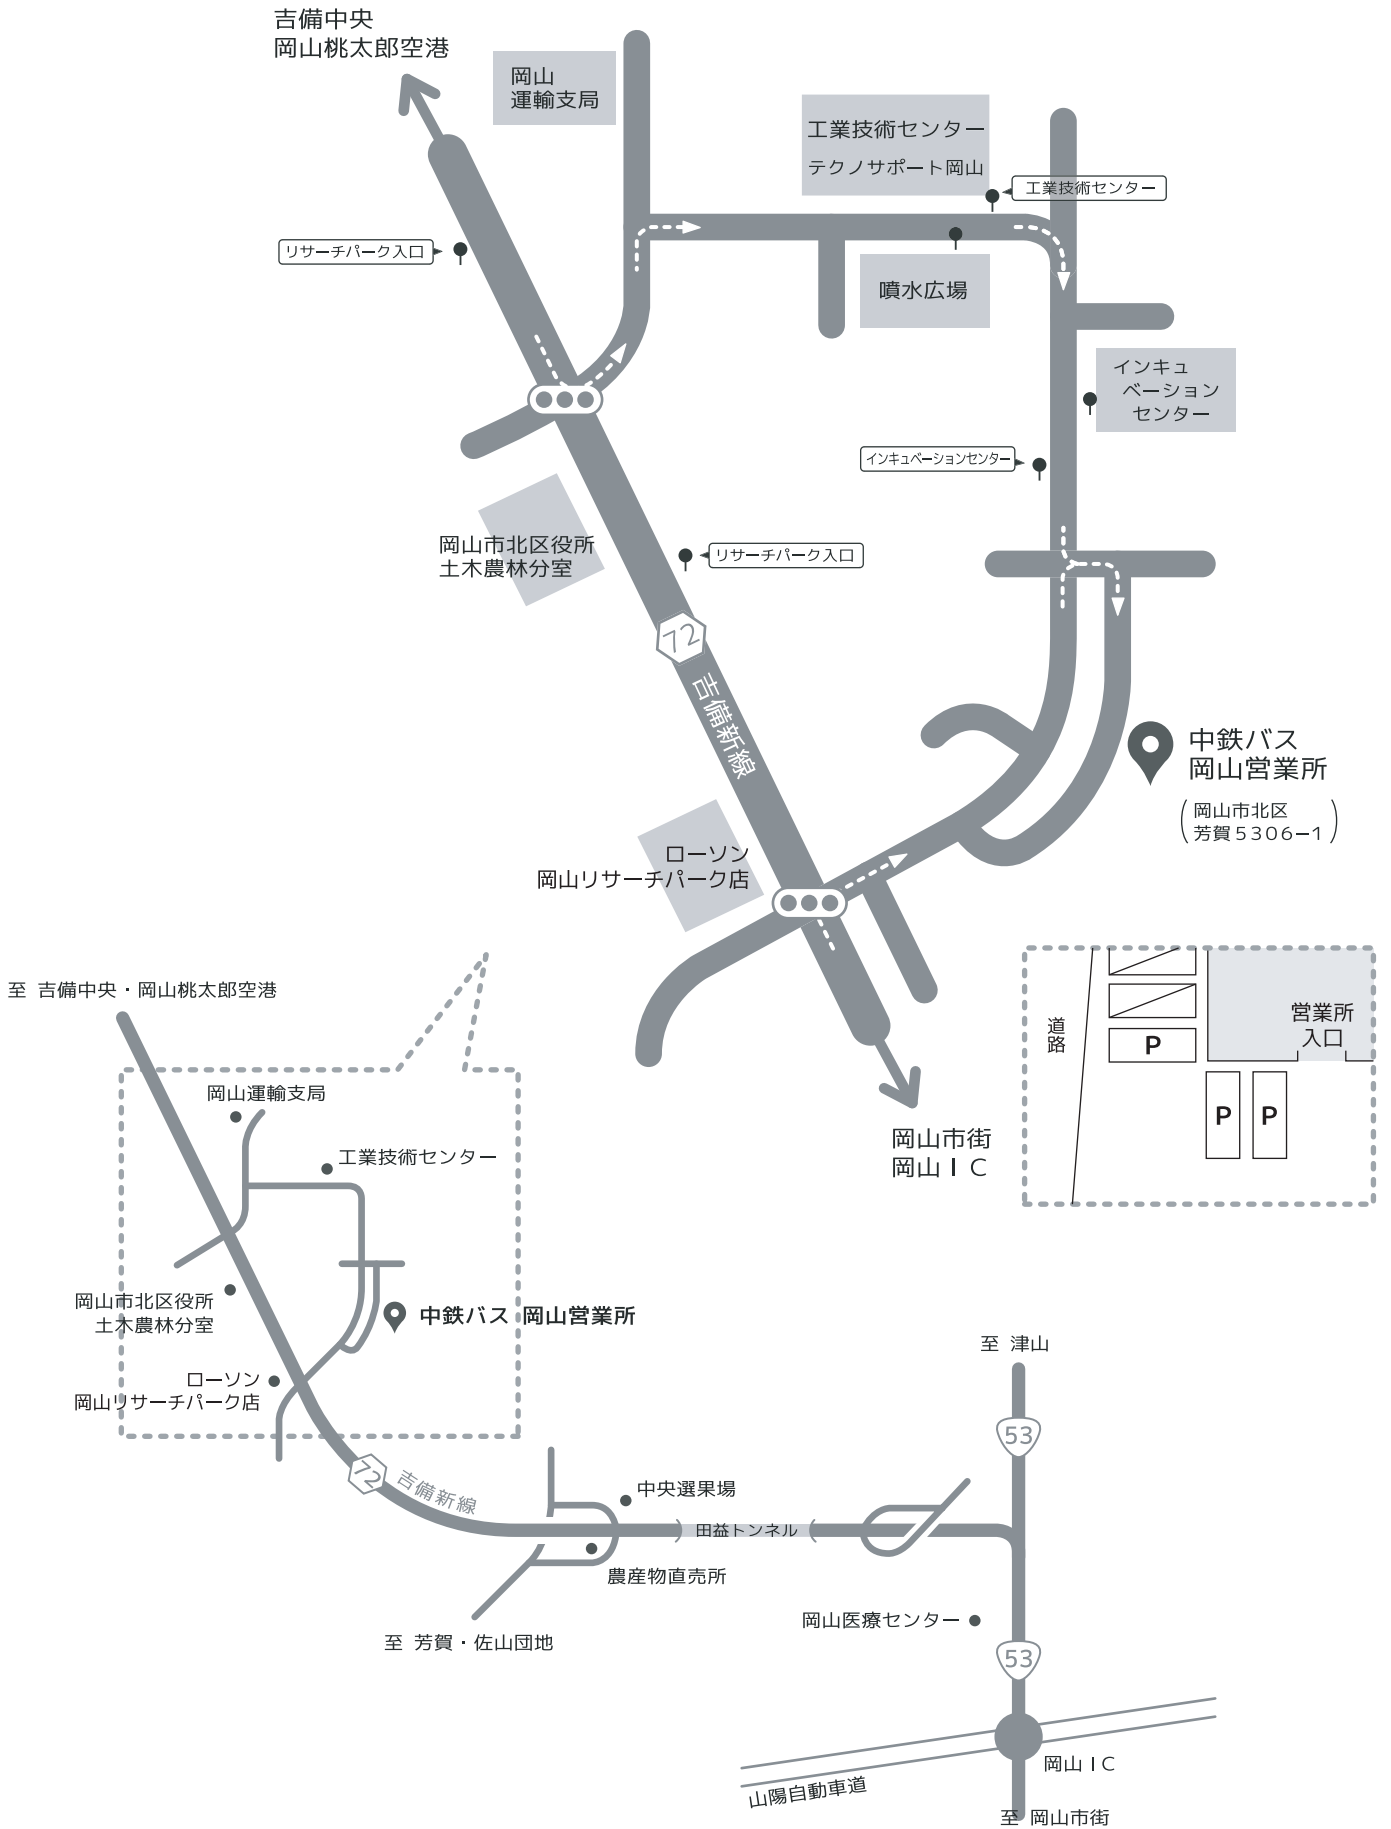 吉備中央
岡山桃太郎空港
岡山
運輸支局
工業技術センター
テクノサポート岡山
工業技術センター
リサーチパーク入口
噴水広場
インキュ
ベーション
センター
インキュベーションセンター
岡山市北区役所
土木農林分室
リサーチパーク入口
72
吉備新線
中鉄バス
岡山営業所
(岡山市北区
芳賀5306−1)
ローソン
岡山リサーチパーク店
岡山市街
岡山IC
道路
P
営業所
入口
P P
至 吉備中央・岡山桃太郎空港
岡山運輸支局
工業技術センター
岡山市北区役所
土木農林分室
中鉄バス 岡山営業所
ローソン
岡山リサーチパーク店
72
吉備新線
中央選果場
田益トンネル
農産物直売所
至 芳賀・佐山団地
至 津山
53
岡山医療センター
53
岡山IC
山陽自動車道
至 岡山市街